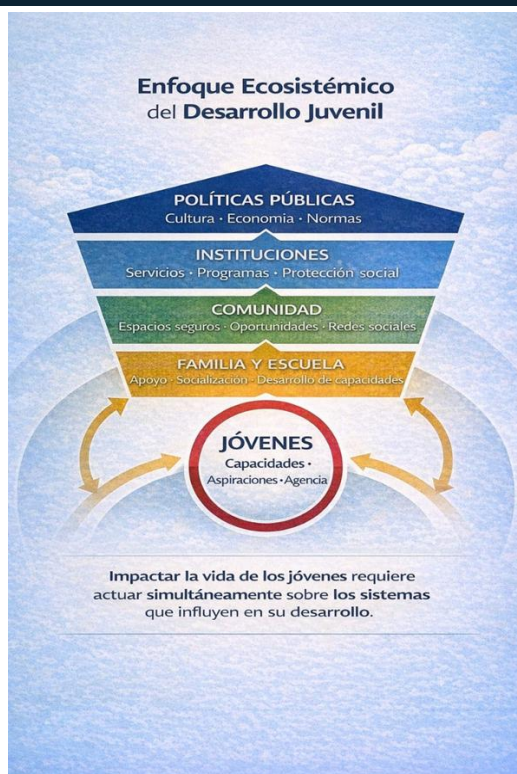 Enfoque Ecosistémico
del Desarrollo Juvenil
POLÍTICAS PÚBLICAS
Cultura · Economia · Normas
INSTITUCIONES
Servicios · Programas · Protección social
COMUNIDAD
Espacios seguros · Oportunidades · Redes sociales
FAMILIA Y ESCUELA
Apoyo · Socialización · Desarrollo de capacidades
JÓVENES
Capacidades ·
Aspiraciones · Agencia
Impactar la vida de los jóvenes requiere
actuar simultáneamente sobre los sistemas
que influyen en su desarrollo.